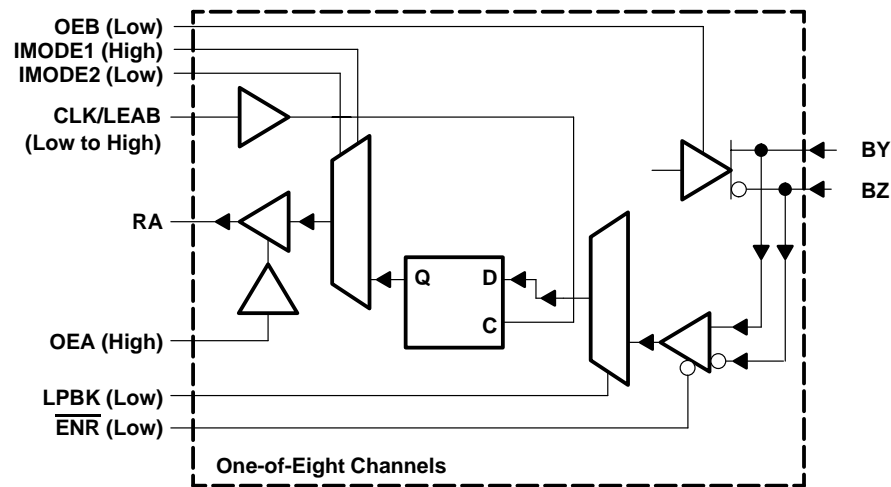 OEB (Low)
IMODE1 (High)
IMODE2 (Low)
CLK/LEAB
(Low to High)
BY
BZ
RA
Q
D
C
OEA (High)
LPBK (Low)
ENR (Low)
One-of-Eight Channels